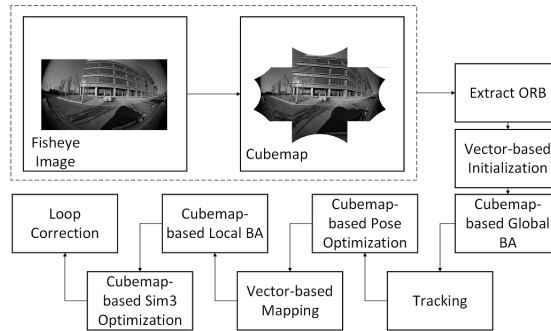 Fisheye
Image
Cubemap
Extract ORB
Vector-based
Initialization
Cubemap-
based Global
BA
Tracking
Cubemap-
based Pose
Optimization
Vector-based
Mapping
Cubemap-
based Local BA
Cubemap-
based Sim3
Optimization
Loop
Correction